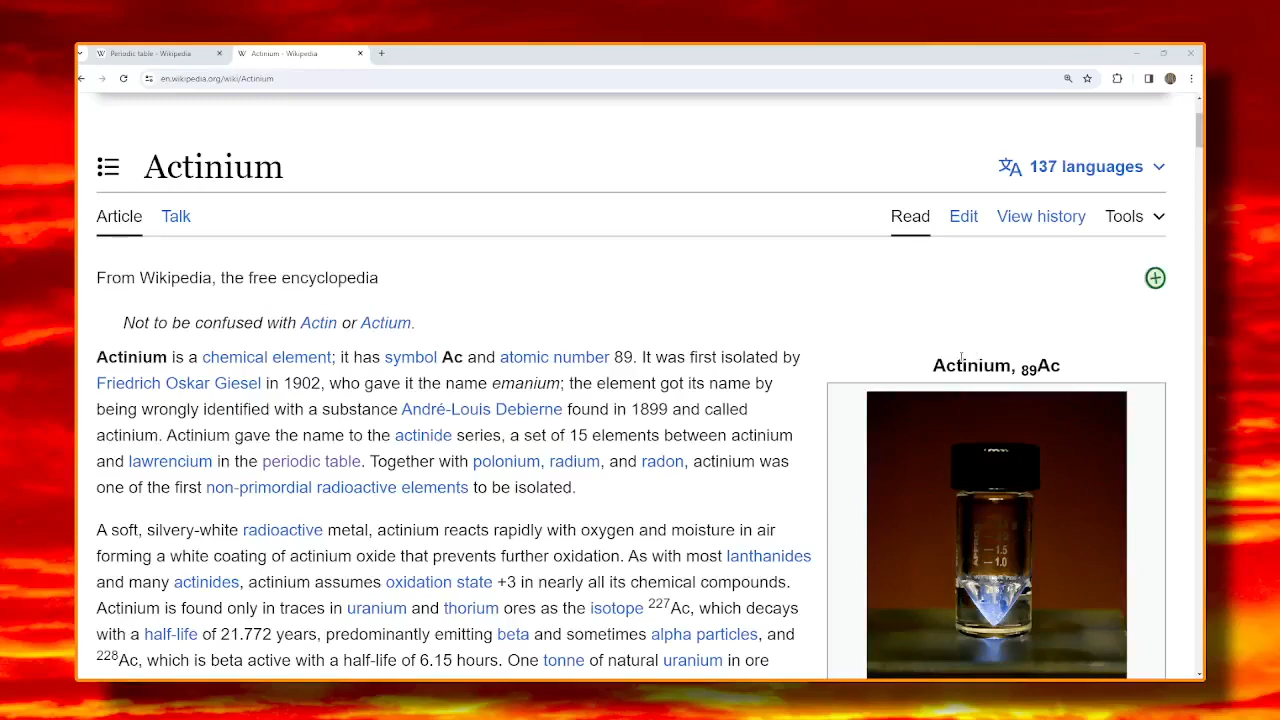 Periodic table - Wikipedia
Actinium - Wikipedia
en.wikipedia.org/wiki/Actinium
Actinium
137 languages
Article Talk
Read Edit View history Tools
From Wikipedia, the free encyclopedia
Not to be confused with Actin or Actium.
Actinium is a chemical element; it has symbol Ac and atomic number 89. It was first isolated by
Friedrich Oskar Giesel in 1902, who gave it the name emanium; the element got its name by
being wrongly identified with a substance André-Louis Debierne found in 1899 and called
actinium. Actinium gave the name to the actinide series, a set of 15 elements between actinium
and lawrencium in the periodic table. Together with polonium, radium, and radon, actinium was
one of the first non-primordial radioactive elements to be isolated.
A soft, silvery-white radioactive metal, actinium reacts rapidly with oxygen and moisture in air
forming a white coating of actinium oxide that prevents further oxidation. As with most lanthanides
and many actinides, actinium assumes oxidation state +3 in nearly all its chemical compounds.
Actinium is found only in traces in uranium and thorium ores as the isotope ²²⁷Ac, which decays
with a half-life of 21.772 years, predominantly emitting beta and sometimes alpha particles, and
²²⁸Ac, which is beta active with a half-life of 6.15 hours. One tonne of natural uranium in ore
Actinium, ₈₉Ac
1.5
1.0